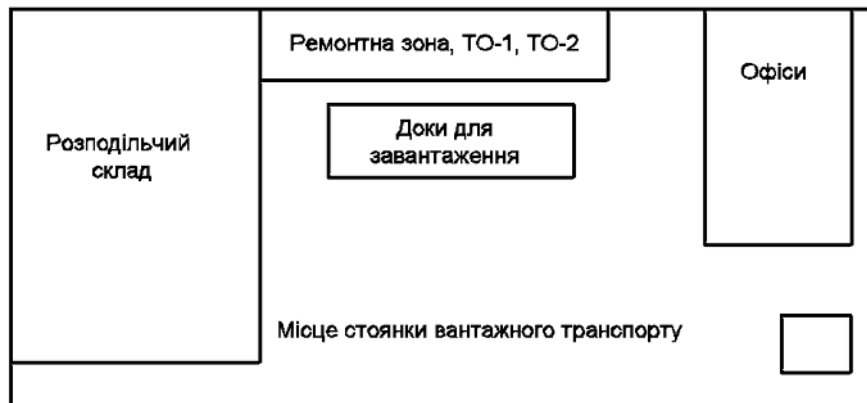 Ремонтна зона, ТО-1, ТО-2
Офіси
Доки для
завантаження
Розподільчий
склад
Місце стоянки вантажного транспорту